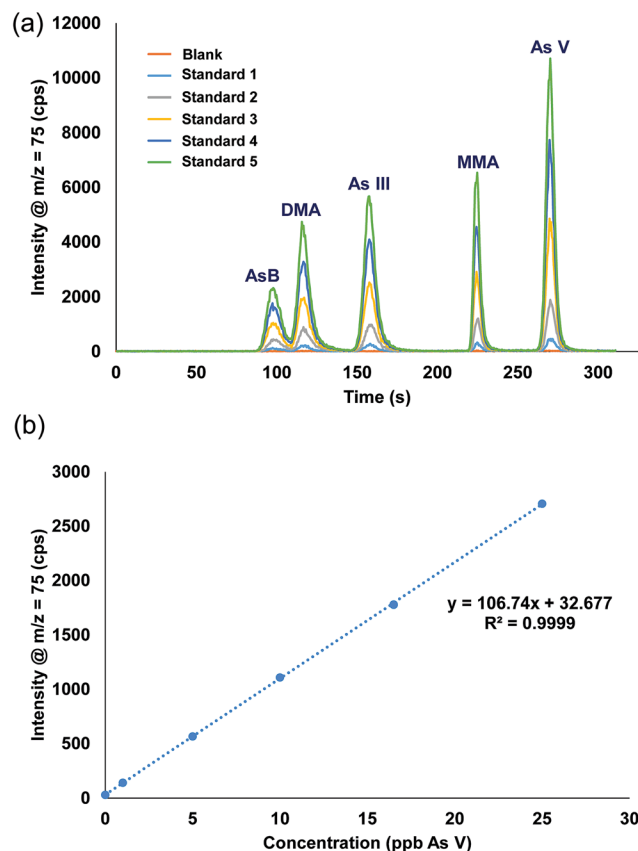 (a)
12000
10000
8000
6000
4000
2000
0
Intensity @ m/z = 75 (cps)
Blank
Standard 1
Standard 2
Standard 3
Standard 4
Standard 5
AsB
DMA
As III
MMA
As V
0 50 100 150 200 250 300
Time (s)
(b)
3000
2500
2000
1500
1000
500
0
Intensity @ m/z = 75 (cps)
y = 106.74x + 32.677
R² = 0.9999
0 5 10 15 20 25 30
Concentration (ppb As V)